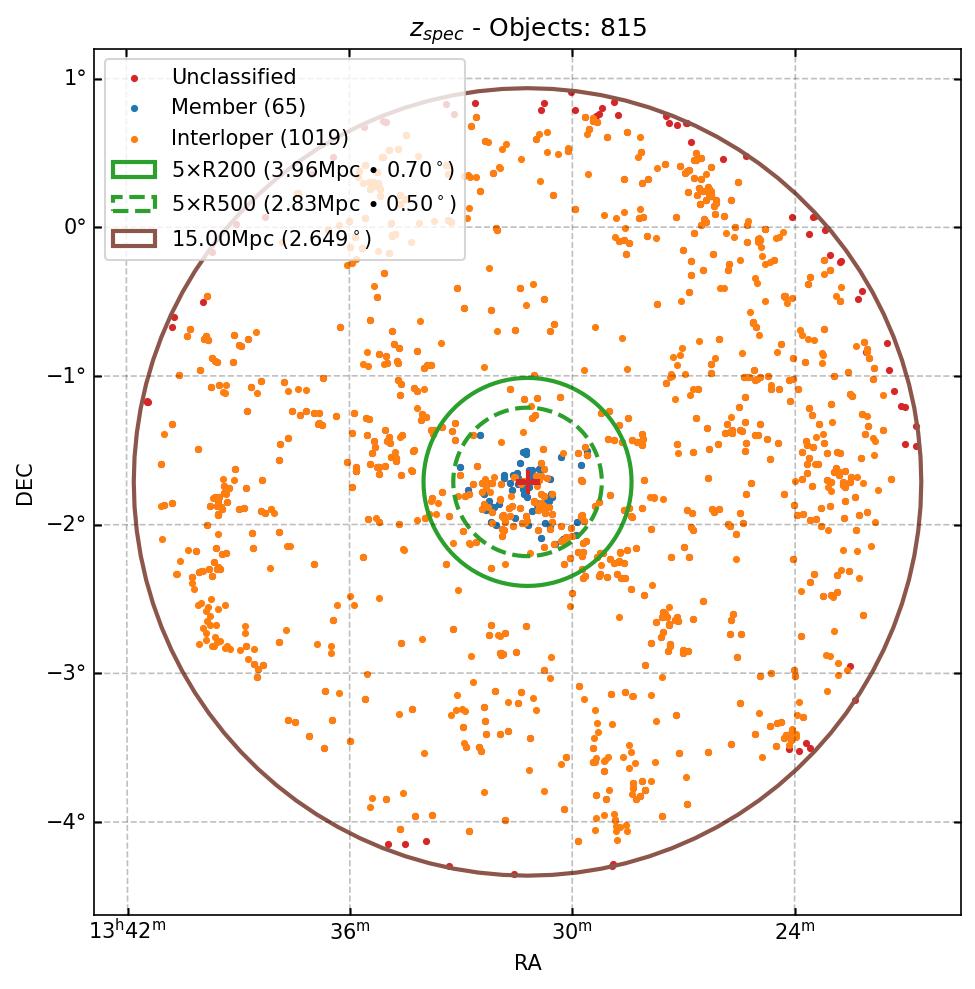 z_spec - Objects: 815
Unclassified
Member (65)
Interloper (1019)
5×R200 (3.96Mpc • 0.70°)
5×R500 (2.83Mpc • 0.50°)
15.00Mpc (2.649°)
1°
0°
−1°
−2°
−3°
−4°
DEC
13ʰ42ᵐ 36ᵐ 30ᵐ 24ᵐ
RA